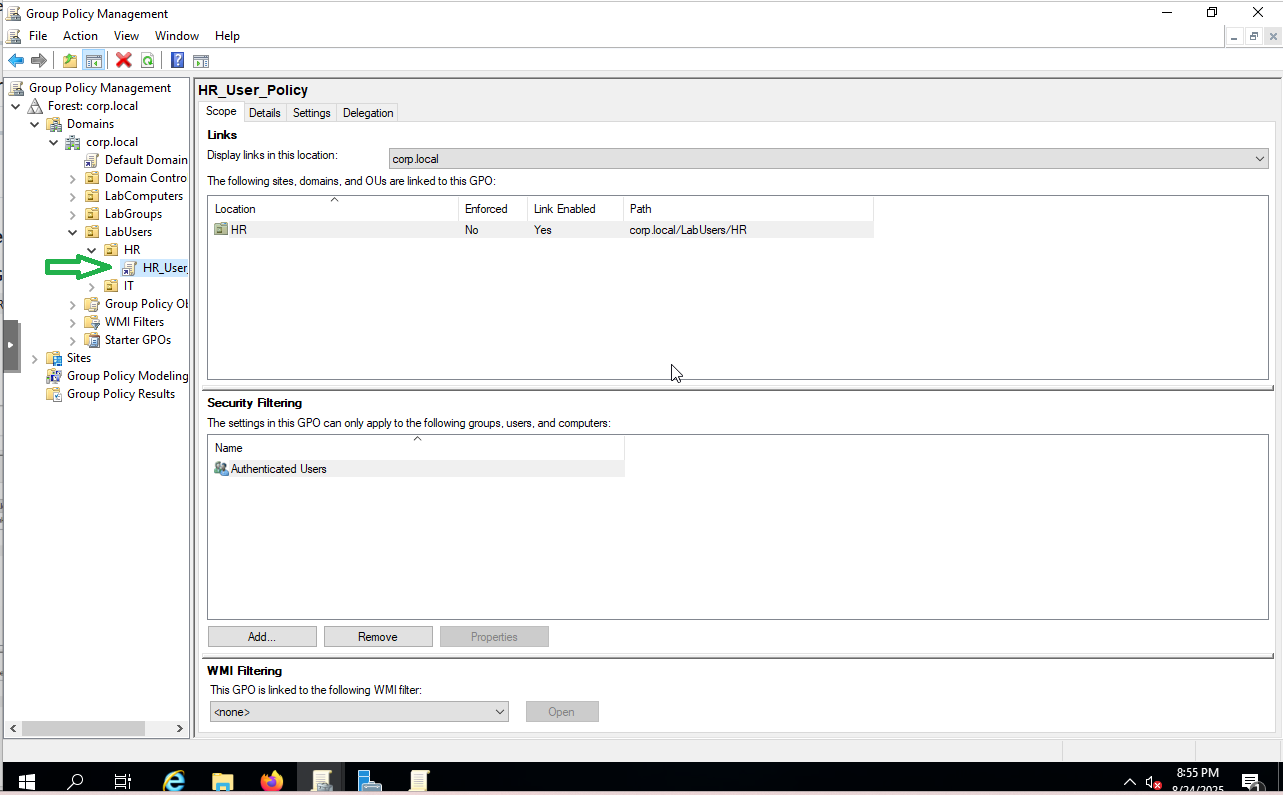 Group Policy Management
File Action View Window Help
Group Policy Management
Forest: corp.local
Domains
corp.local
Default Domain
Domain Contro
LabComputers
LabGroups
LabUsers
HR
HR_User_
IT
Group Policy Ob
WMI Filters
Starter GPOs
Sites
Group Policy Modeling
Group Policy Results
HR_User_Policy
Scope Details Settings Delegation
Links
Display links in this location: corp.local
The following sites, domains, and OUs are linked to this GPO:
Location Enforced Link Enabled Path
HR No Yes corp.local/LabUsers/HR
Security Filtering
The settings in this GPO can only apply to the following groups, users, and computers:
Name
Authenticated Users
Add... Remove Properties
WMI Filtering
This GPO is linked to the following WMI filter:
<none> Open
8:55 PM
8/24/2025
1